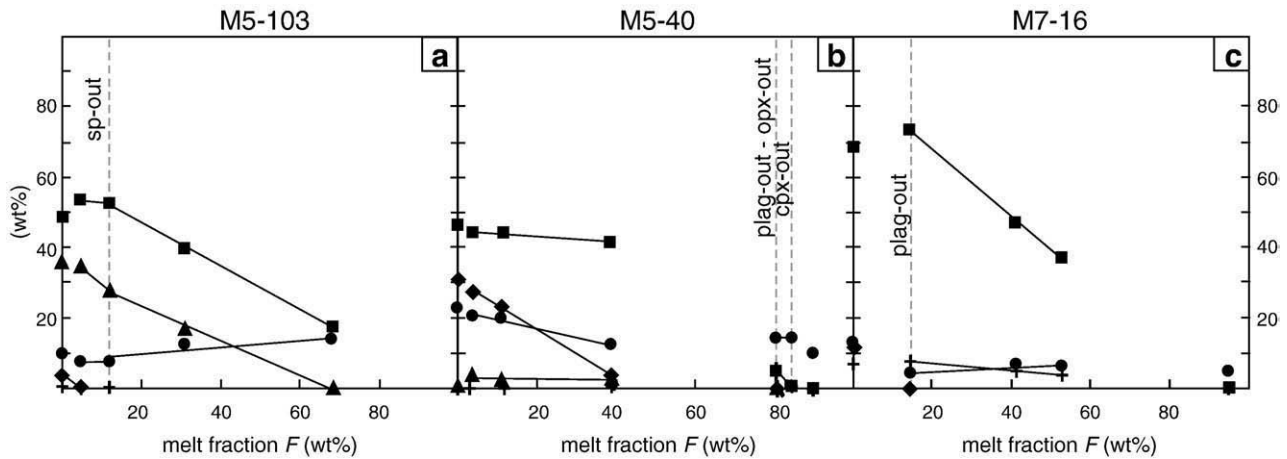 M5-103
M5-40
M7-16
a
b
c
sp-out
plag-out - opx-out
cpx-out
plag-out
(wt%)
80
60
40
20
80
60
40
20
20
40
60
80
20
40
60
80
20
40
60
80
melt fraction F (wt%)
melt fraction F (wt%)
melt fraction F (wt%)